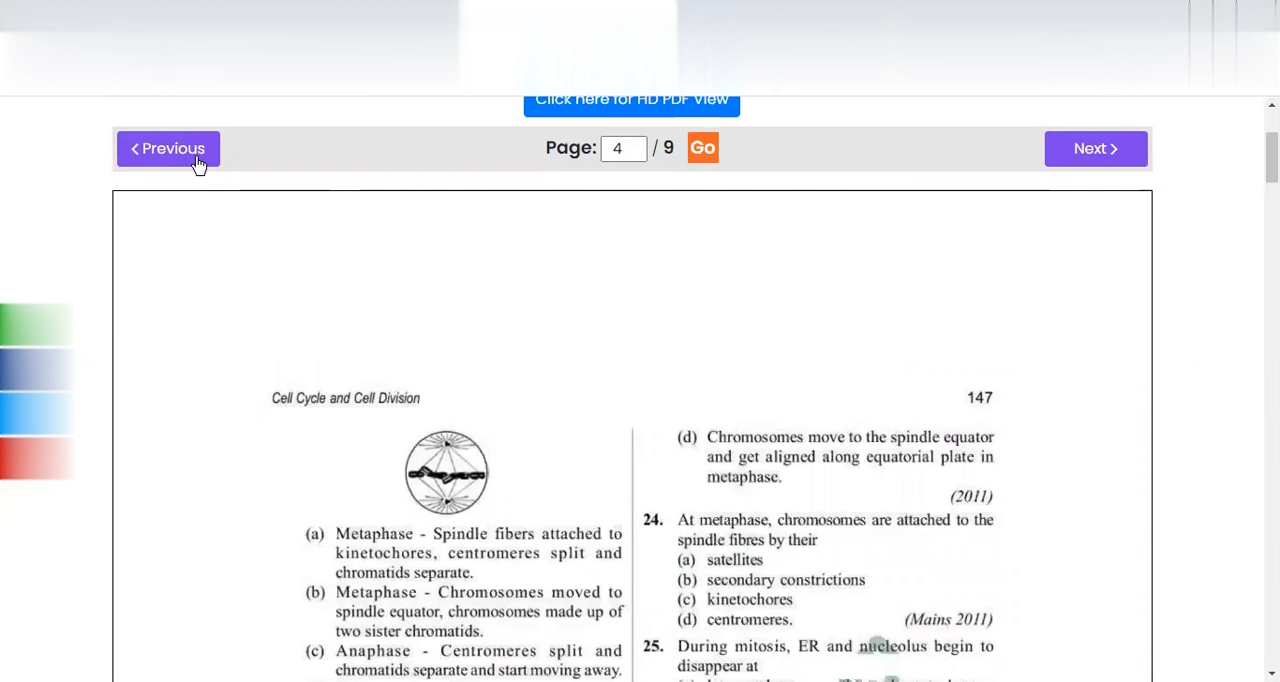 Click here for HD PDF View
Previous
Page: 4 / 9 Go
Next
Cell Cycle and Cell Division
147
(a) Metaphase - Spindle fibers attached to
kinetochores, centromeres split and
chromatids separate.
(b) Metaphase - Chromosomes moved to
spindle equator, chromosomes made up of
two sister chromatids.
(c) Anaphase - Centromeres split and
chromatids separate and start moving away.
(d) Chromosomes move to the spindle equator
and get aligned along equatorial plate in
metaphase.
(2011)
24. At metaphase, chromosomes are attached to the
spindle fibres by their
(a) satellites
(b) secondary constrictions
(c) kinetochores
(d) centromeres. (Mains 2011)
25. During mitosis, ER and nucleolus begin to
disappear at